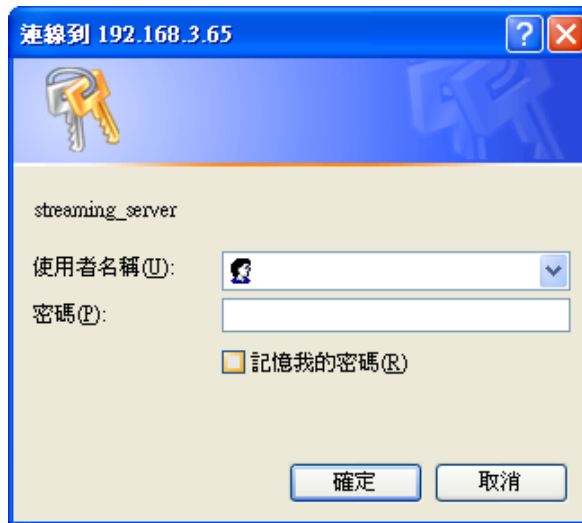 連線到 192.168.3.65
streaming_server
使用者名稱(U):
密碼(P):
記憶我的密碼(R)
確定 取消